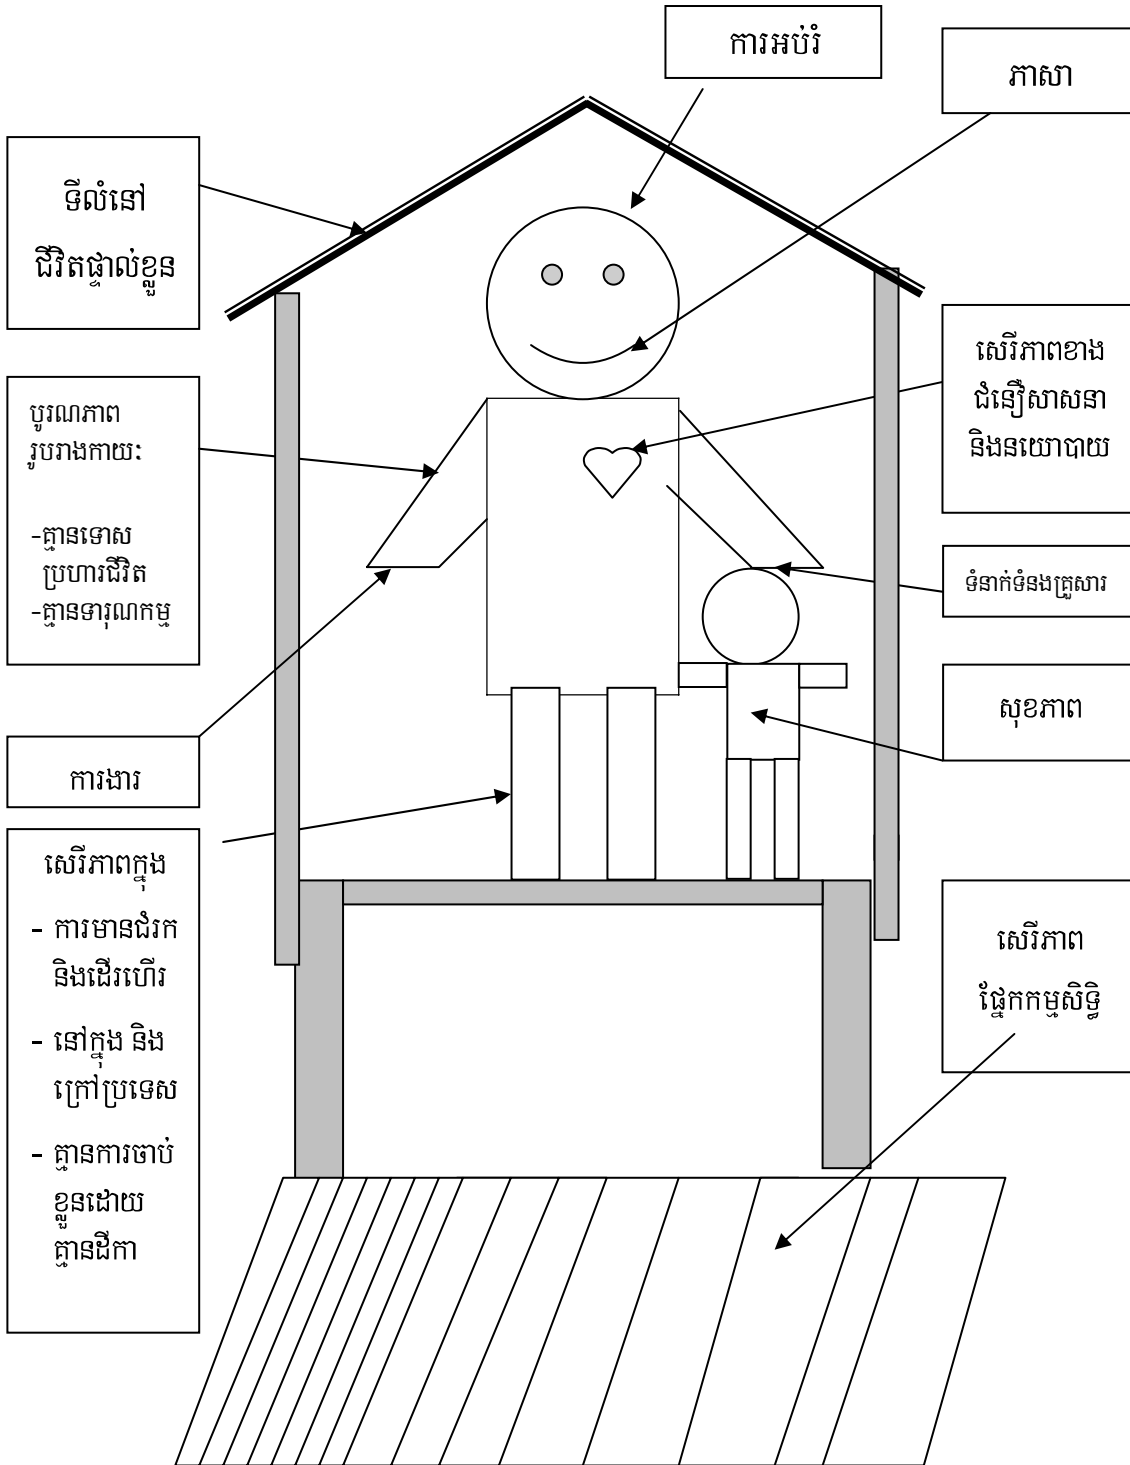 ការអប់រំ
ភាសា
ទីលំនៅ
ជីវិតផ្ទាល់ខ្លួន
សេរីភាពខាង
ជំនឿសាសនា
និងនយោបាយ
បូរណភាព
រូបរាងកាយ:
-គ្មានទោស
ប្រហារជីវិត
-គ្មានទារុណកម្ម
ទំនាក់ទំនងគ្រួសារ
សុខភាព
ការងារ
សេរីភាពក្នុង
- ការមានជំរក
និងដើរហើរ
- នៅក្នុង និង
ក្រៅប្រទេស
- គ្មានការចាប់
ខ្លួនដោយ
គ្មានដីកា
សេរីភាព
ផ្នែកកម្មសិទ្ធិ